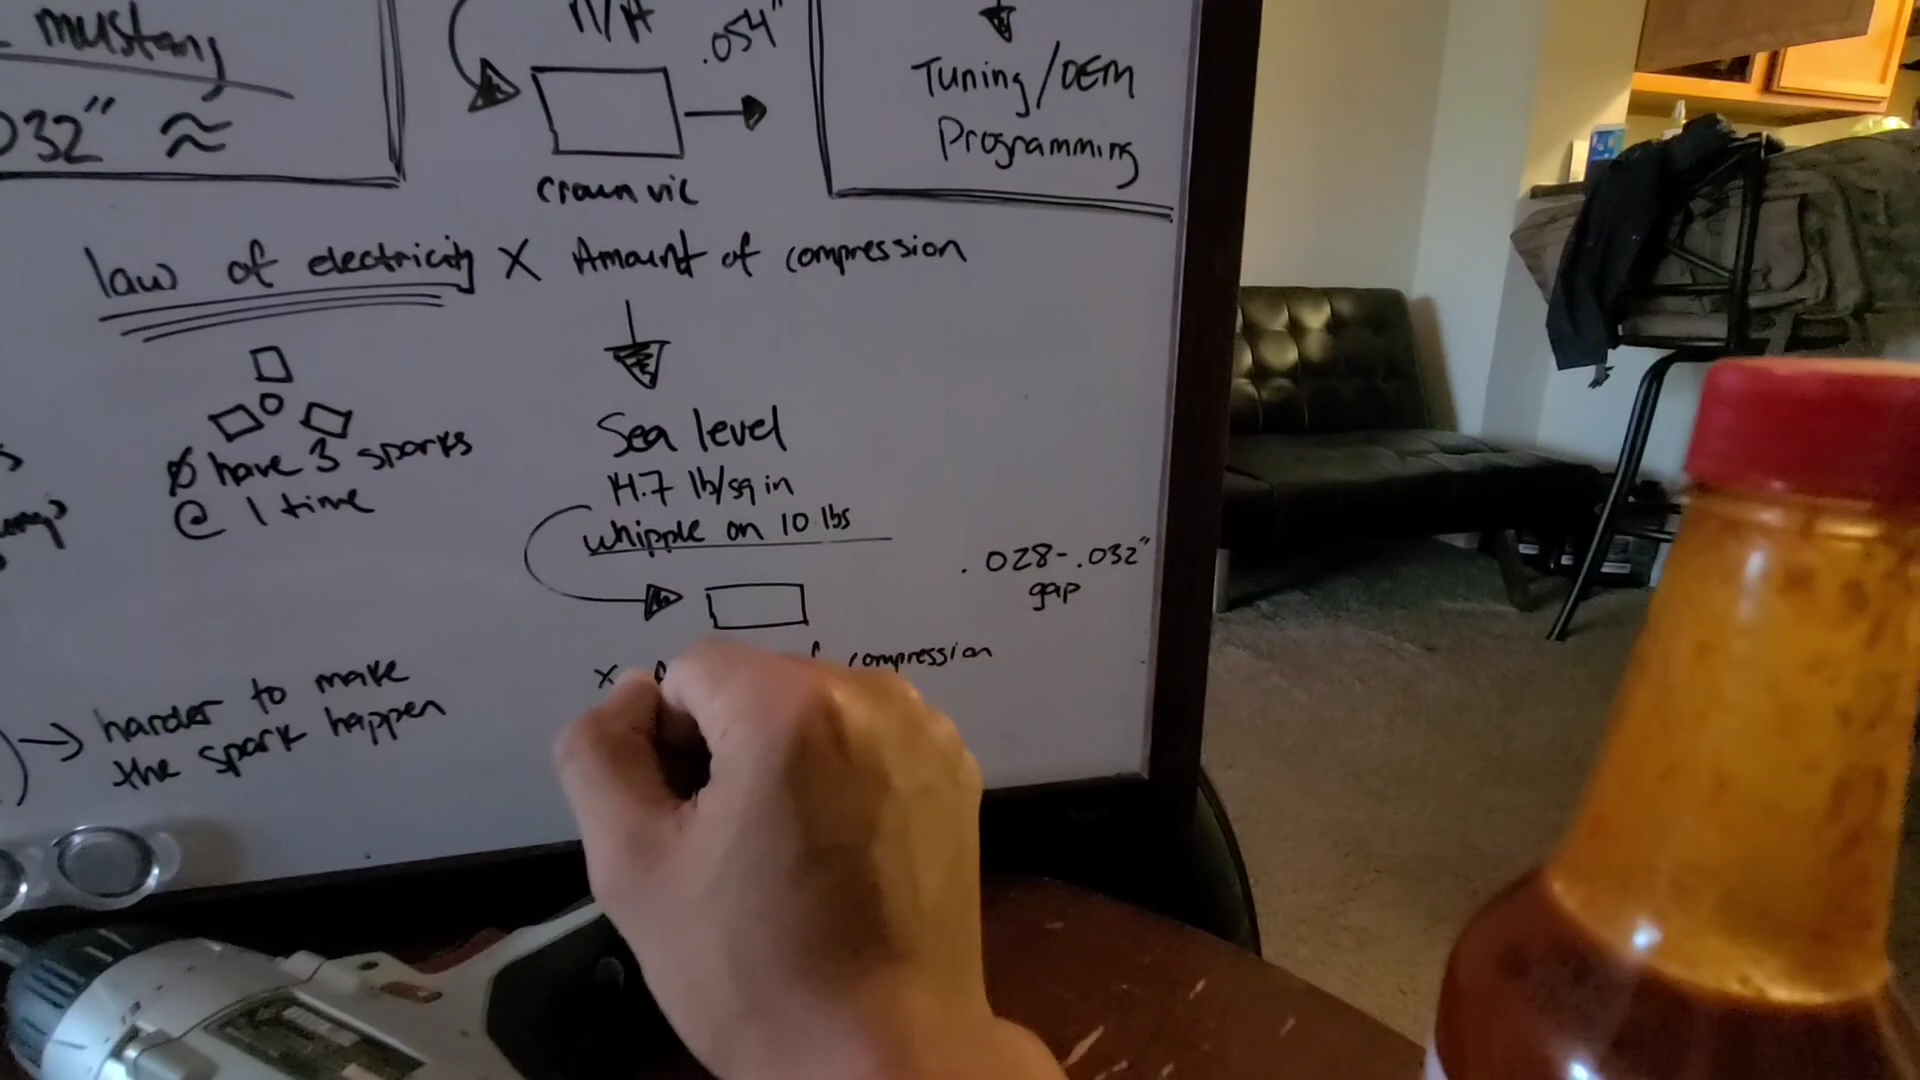 mustang
032" ≈
N/A
.054"
crown vic
Tuning/OEM
Programming
law of electricity X Amount of compression
Ø have 3 sparks
@ 1 time
Sea level
14.7 lb/sq in
whipple on 10 lbs
.028-.032"
gap
X compression
→ harder to make
the spark happen